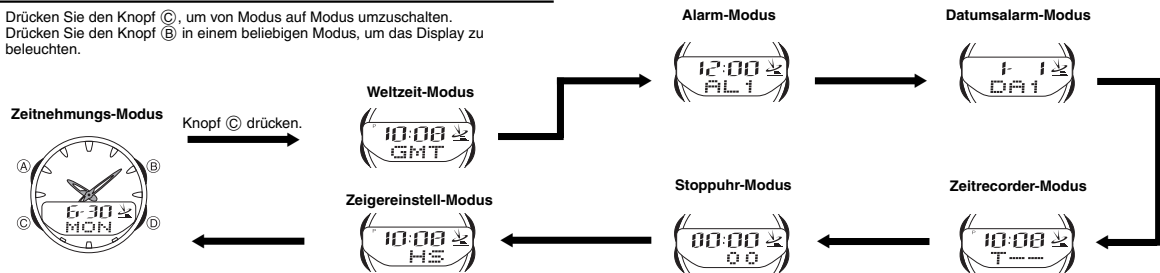 Drücken Sie den Knopf Ⓒ, um von Modus auf Modus umzuschalten.
Drücken Sie den Knopf Ⓑ in einem beliebigen Modus, um das Display zu
beleuchten.
Alarm-Modus
Datumsalarm-Modus
12:00
AL1
1- 1
DA1
Weltzeit-Modus
Zeitnehmungs-Modus
Knopf Ⓒ drücken.
P 10:08
GMT
Ⓐ
Ⓑ
Ⓒ
Ⓓ
6-30
MON
Zeigereinstell-Modus
Stoppuhr-Modus
Zeitrecorder-Modus
P 10:08
HS
00:00
00
P 10:08
T----